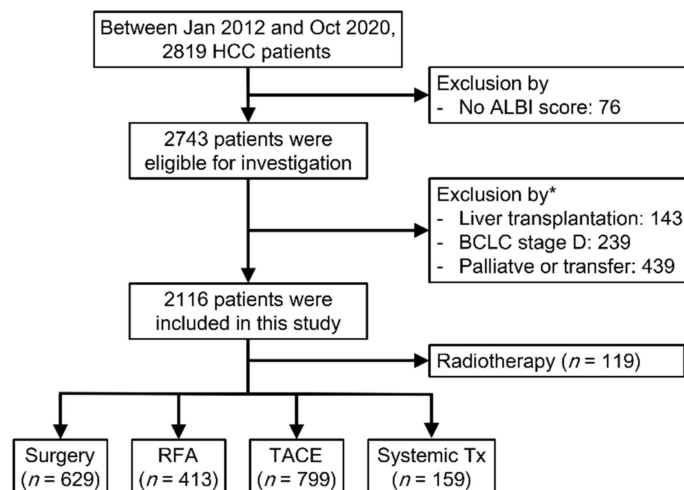 Between Jan 2012 and Oct 2020,
2819 HCC patients
Exclusion by
- No ALBI score: 76
2743 patients were
eligible for investigation
Exclusion by*
- Liver transplantation: 143
- BCLC stage D: 239
- Palliatve or transfer: 439
2116 patients were
included in this study
Radiotherapy (n = 119)
Surgery
(n = 629)
RFA
(n = 413)
TACE
(n = 799)
Systemic Tx
(n = 159)